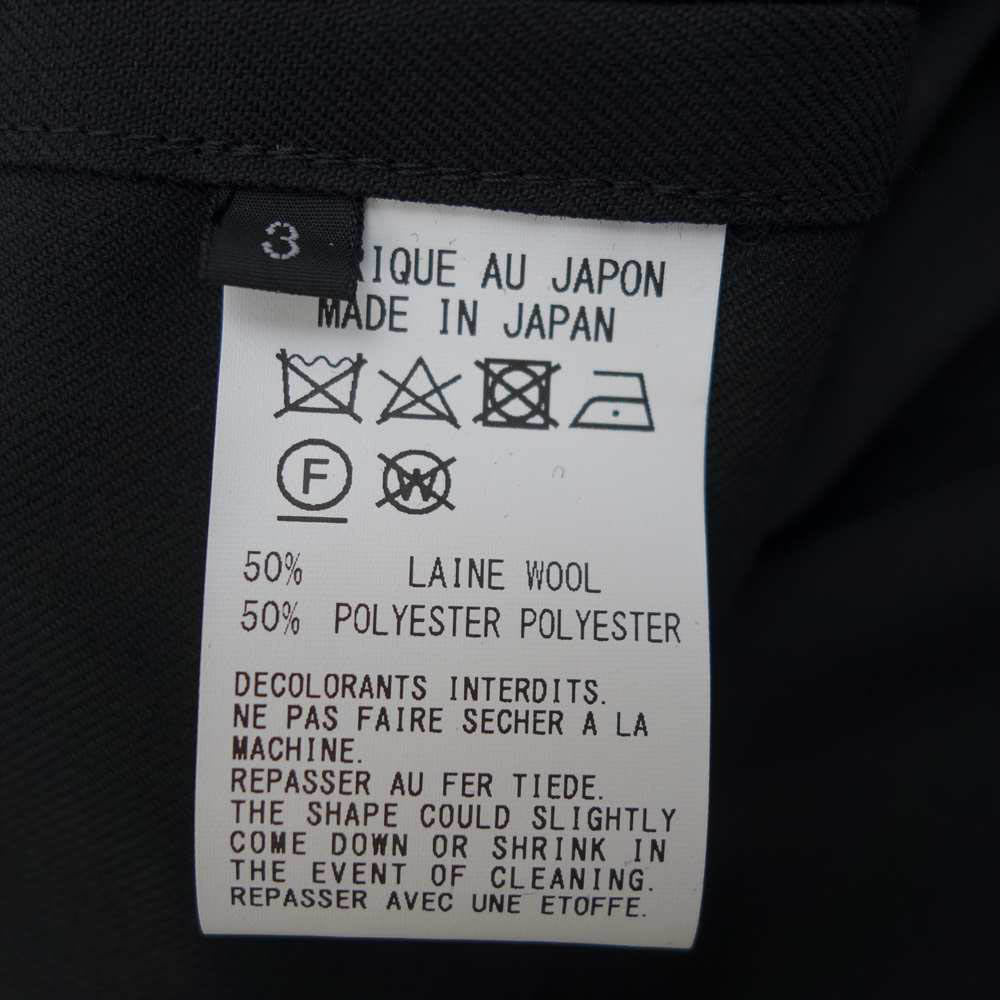 3
RIQUE AU JAPON
MADE IN JAPAN
F
W
50% LAINE WOOL
50% POLYESTER POLYESTER
DECOLORANTS INTERDITS.
NE PAS FAIRE SECHER A LA
MACHINE.
REPASSER AU FER TIEDE.
THE SHAPE COULD SLIGHTLY
COME DOWN OR SHRINK IN
THE EVENT OF CLEANING.
REPASSER AVEC UNE ETOFFE.